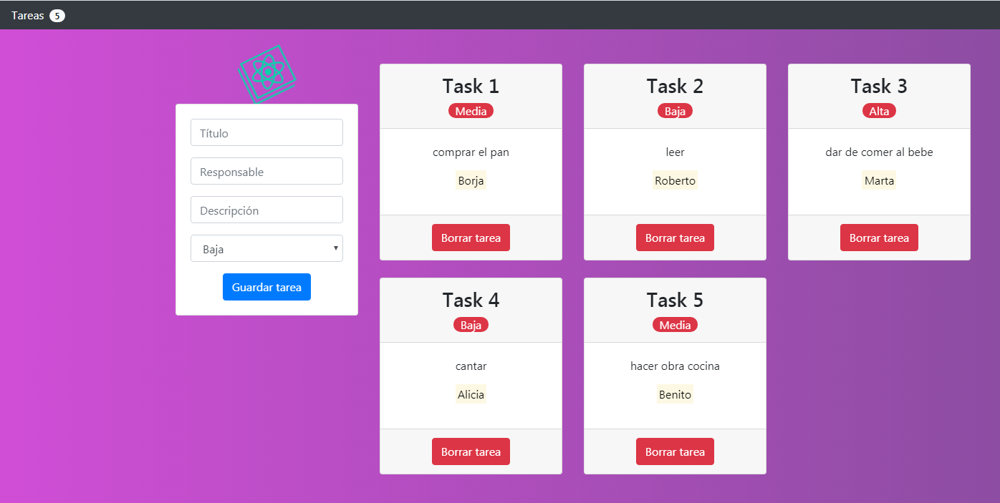 Tareas 5
Título
Responsable
Descripción
Baja
Guardar tarea
Task 1
Media
comprar el pan
Borja
Borrar tarea
Task 2
Baja
leer
Roberto
Borrar tarea
Task 3
Alta
dar de comer al bebe
Marta
Borrar tarea
Task 4
Baja
cantar
Alicia
Borrar tarea
Task 5
Media
hacer obra cocina
Benito
Borrar tarea